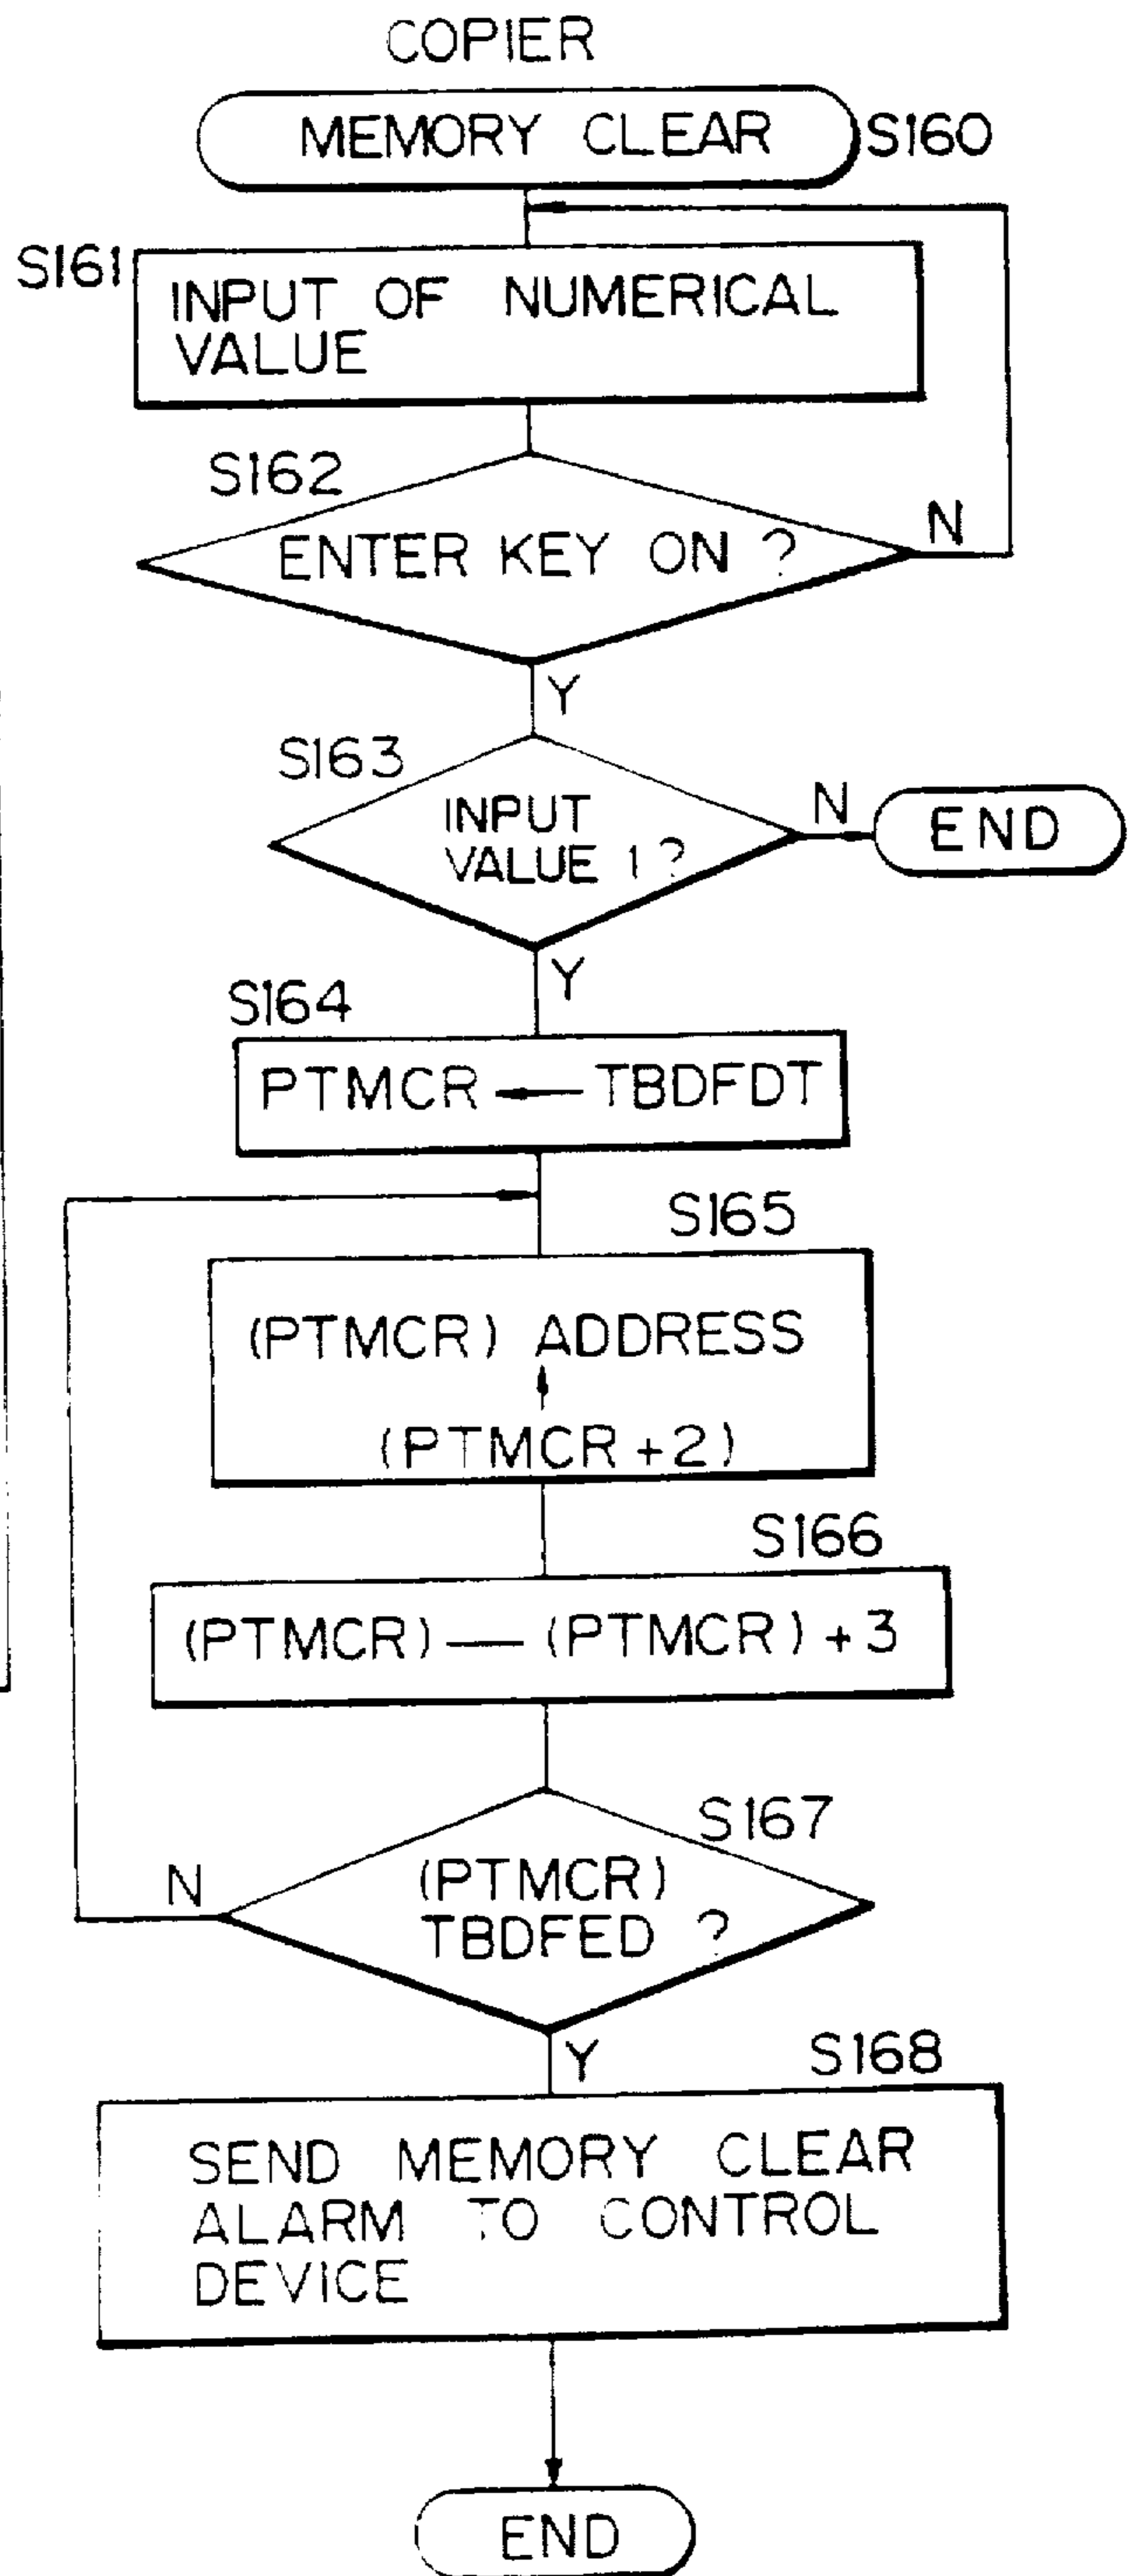 COPIER
MEMORY CLEAR
S160
S161
INPUT OF NUMERICAL
VALUE
S162
ENTER KEY ON ?
N
Y
S163
INPUT
VALUE 1?
N
END
Y
S164
PTMCR ← TBDFDT
S165
(PTMCR) ADDRESS
↑
(PTMCR+2)
S166
(PTMCR) — (PTMCR)+3
S167
(PTMCR)
TBDFED ?
N
Y
S168
SEND MEMORY CLEAR
ALARM TO CONTROL
DEVICE
END